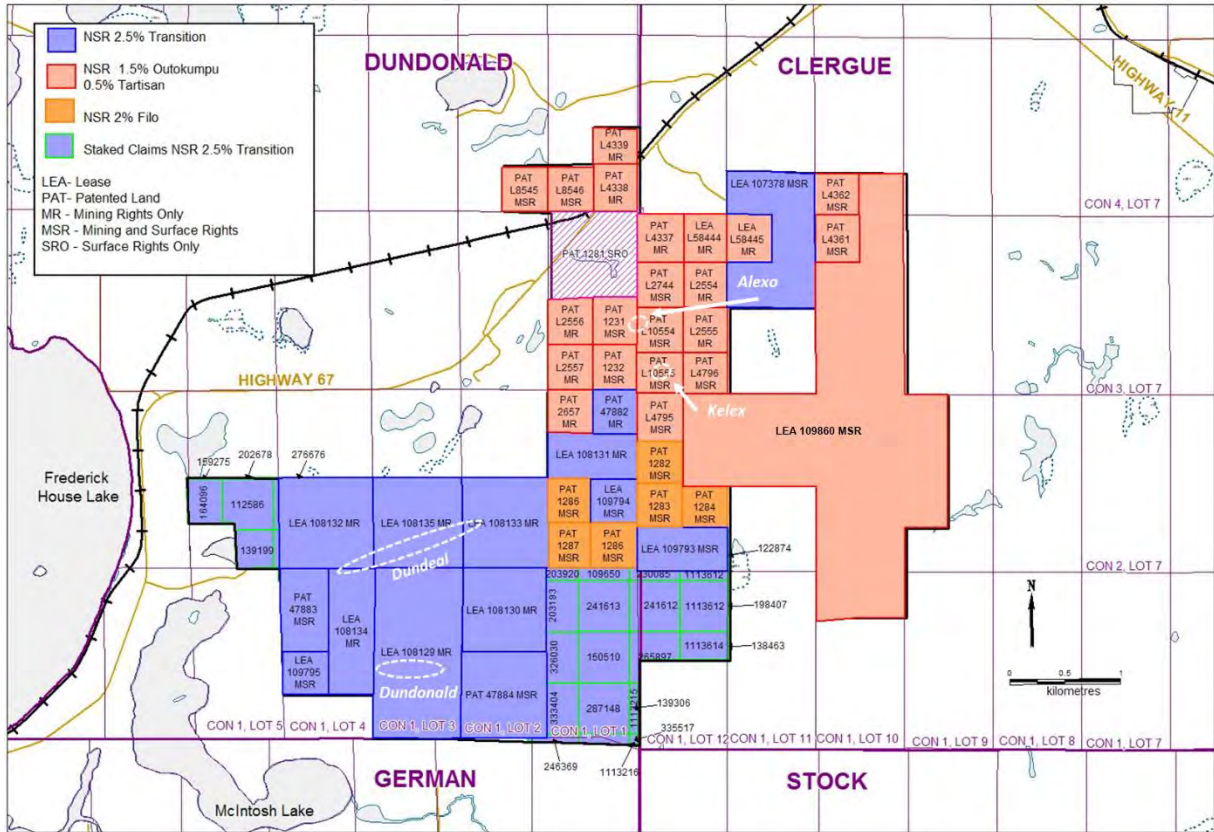 NSR 2.5% Transition
NSR 1.5% Outokumpu
0.5% Tartisan
NSR 2% Filo
Staked Claims NSR 2.5% Transition
LEA- Lease
PAT- Patented Land
MR - Mining Rights Only
MSR - Mining and Surface Rights
SRO - Surface Rights Only
DUNDONALD
CLERGUE
HIGHWAY 11
PAT
L4339
MR
PAT
L8545
MSR
PAT
L8546
MSR
PAT
L4338
MR
LEA 107378 MSR
PAT
L4362
MSR
CON 4, LOT 7
PAT 1281 SRO
PAT
L4337
MR
LEA
L58444
MR
LEA
L58445
MR
PAT
L4361
MSR
PAT
L2744
MSR
PAT
L2554
MR
Alexo
PAT
L2556
MR
PAT
1231
MSR
PAT
L10554
MSR
PAT
L2555
MR
PAT
L2557
MR
PAT
1232
MSR
PAT
L10555
MSR
PAT
L4796
MSR
HIGHWAY 67
CON 3, LOT 7
Kelex
PAT
2657
MR
PAT
47882
MR
PAT
L4795
MSR
LEA 109860 MSR
LEA 108131 MR
PAT
1282
MSR
Frederick
House Lake
159275
202678
276676
164096
112586
139199
LEA 108132 MR
LEA 108135 MR
LEA 108133 MR
PAT
1286
MSR
LEA
109794
MSR
PAT
1283
MSR
PAT
1284
MSR
PAT
1287
MSR
PAT
1286
MSR
LEA 109793 MSR
122874
Dundeal
CON 2, LOT 7
203920
109650
230085
1113612
PAT
47883
MSR
LEA
108134
MR
LEA 108130 MR
203193
241613
241612
1113612
198407
N
LEA
109795
MSR
LEA 108129 MR
326030
150510
265897
1113614
138463
Dundonald
PAT 47884 MSR
333404
287148
1113215
139306
335517
0 .5 1
kilometres
CON 1, LOT 5
CON 1, LOT 4
CON 1, LOT 3
CON 1, LOT 2
CON 1, LOT 1
CON 1, LOT 12
CON 1, LOT 11
CON 1, LOT 10
CON 1, LOT 9
CON 1, LOT 8
CON 1, LOT 7
246369
1113216
GERMAN
STOCK
McIntosh Lake